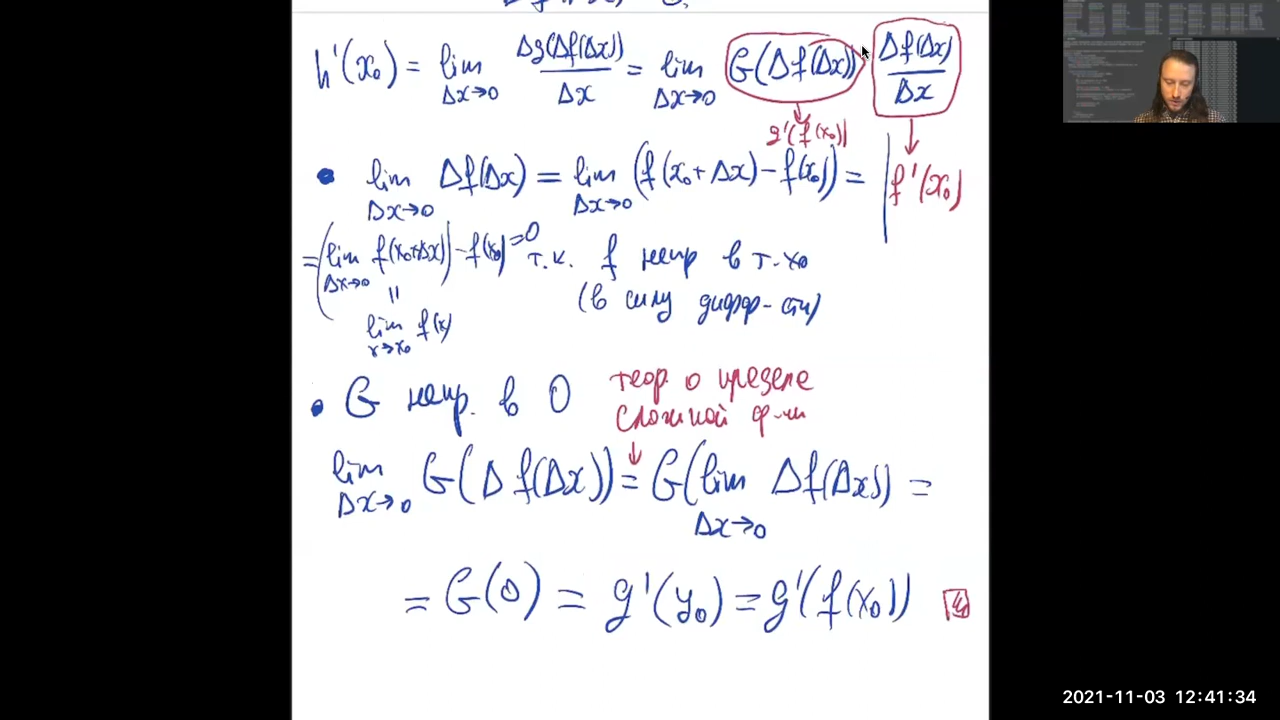 h'(x₀) = lim_{Δx→0} Δg(Δf(Δx))/Δx = lim_{Δx→0} G(Δf(Δx)) Δf(Δx)/Δx
g'(f(x₀))
• lim_{Δx→0} Δf(Δx) = lim_{Δx→0} (f(x₀+Δx) − f(x₀)) =
f'(x₀)
= (lim_{Δx→0} f(x₀+Δx)) − f(x₀) = 0 т.к. f непр в т. x₀
(в силу дифф-сти)
॥
lim_{x→x₀} f(x)
• G непр. в 0 теор. о пределе
сложной ф-ии
lim_{Δx→0} G(Δf(Δx)) = G(lim_{Δx→0} Δf(Δx)) =
= G(0) = g'(y₀) = g'(f(x₀))
2021-11-03 12:41:34